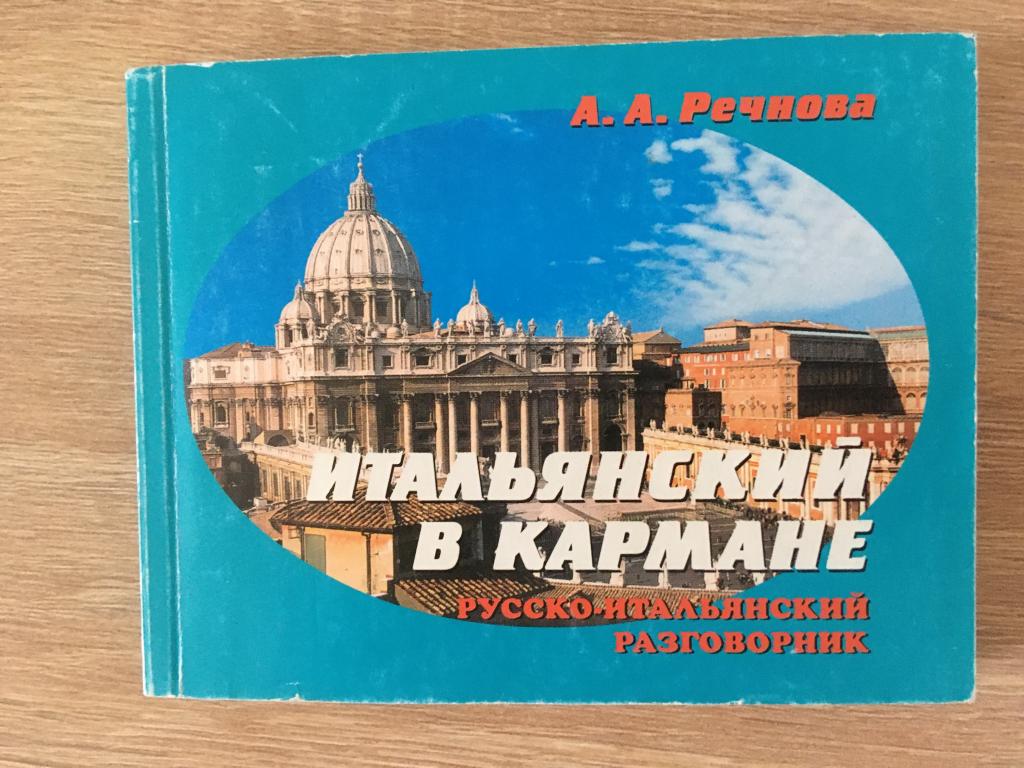 А. А. Речнова
ИТАЛЬЯНСКИЙ
В КАРМАНЕ
РУССКО-ИТАЛЬЯНСКИЙ
РАЗГОВОРНИК